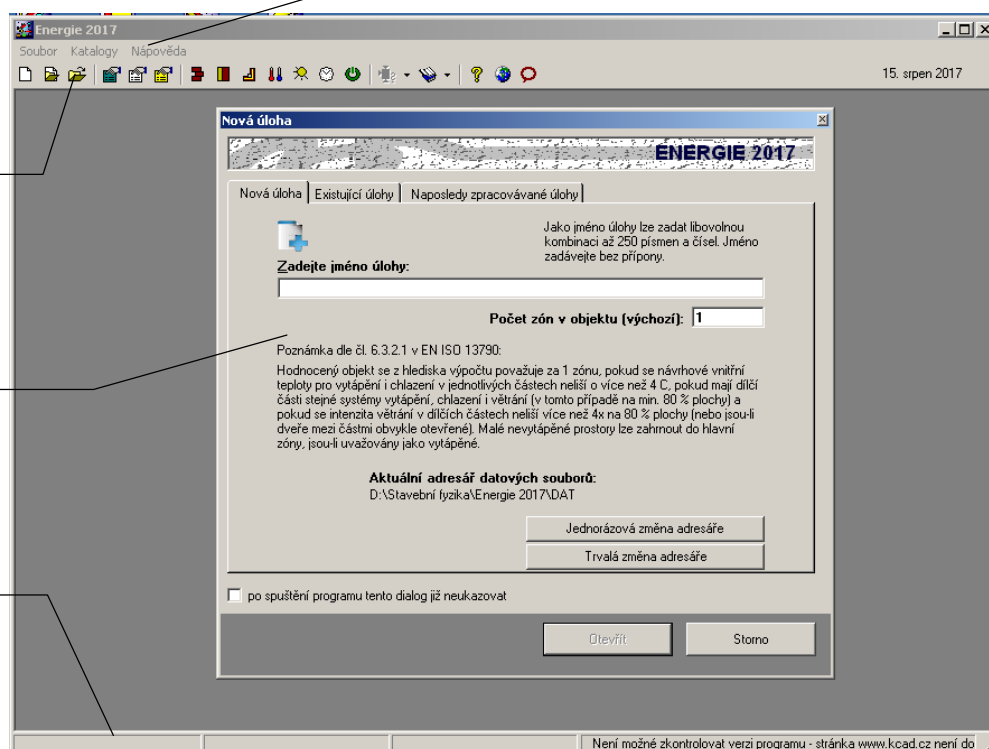 Energie 2017
Soubor Katalogy Nápověda
15. srpen 2017
Nová úloha
ENERGIE 2017
Nová úloha Existující úlohy Naposledy zpracovávané úlohy
Jako jméno úlohy lze zadat libovolnou
kombinaci až 250 písmen a čísel. Jméno
zadávejte bez přípony.
Zadejte jméno úlohy:
Počet zón v objektu (výchozí): 1
Poznámka dle čl. 6.3.2.1 v EN ISO 13790:
Hodnocený objekt se z hlediska výpočtu považuje za 1 zónu, pokud se návrhové vnitřní
teploty pro vytápění i chlazení v jednotlivých částech neliší o více než 4 C, pokud mají dílčí
části stejné systémy vytápění, chlazení i větrání (v tomto případě na min. 80 % plochy) a
pokud se intenzita větrání v dílčích částech neliší více než 4x na 80 % plochy (nebo jsou-li
dveře mezi částmi obvykle otevřené). Malé nevytápěné prostory lze zahrnout do hlavní
zóny, jsou-li uvažovány jako vytápěné.
Aktuální adresář datových souborů:
D:\Stavební fyzika\Energie 2017\DAT
Jednorázová změna adresáře
Trvalá změna adresáře
po spuštění programu tento dialog již neukazovat
Otevřít Storno
Není možné zkontrolovat verzi programu - stránka www.kcad.cz není do